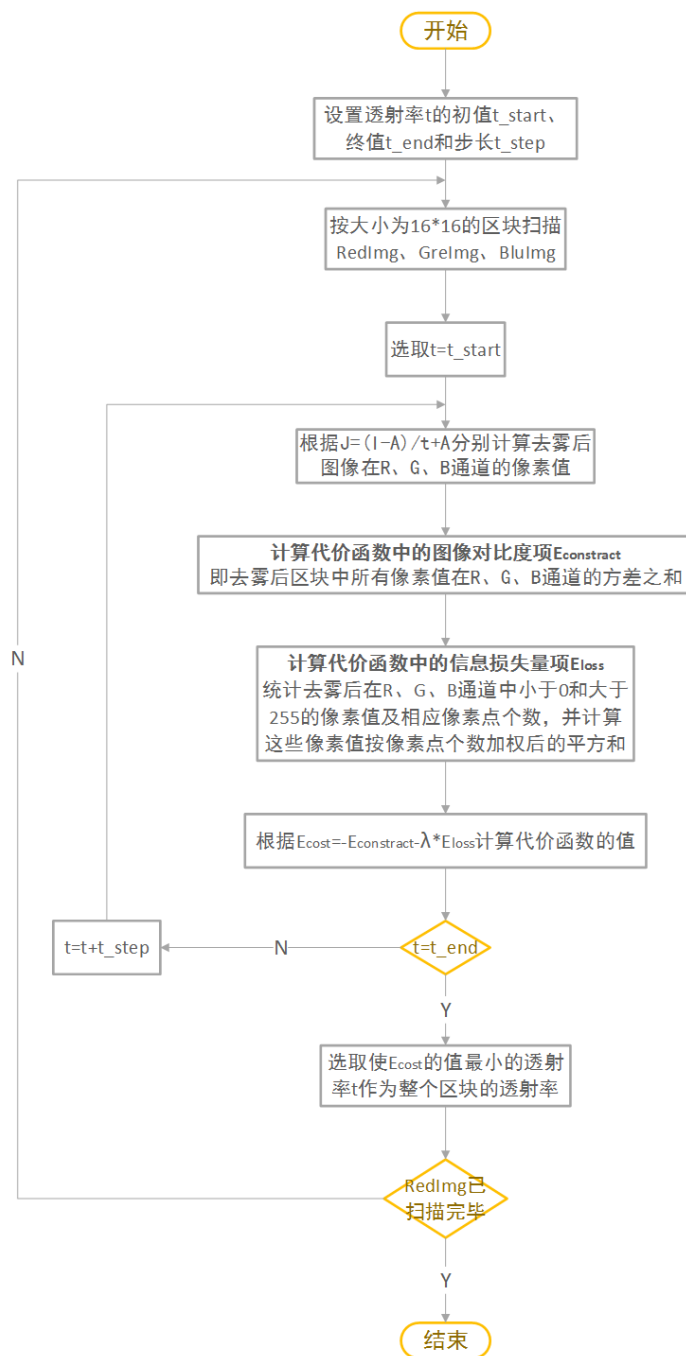 开始
设置透射率t的初值t_start、
终值t_end和步长t_step
按大小为16*16的区块扫描
RedImg、GreImg、BluImg
选取t=t_start
根据J=(I-A)/t+A分别计算去雾后
图像在R、G、B通道的像素值
计算代价函数中的图像对比度项Econstract
即去雾后区块中所有像素值在R、G、B通道的方差之和
计算代价函数中的信息损失量项Eloss
统计去雾后在R、G、B通道中小于0和大于
255的像素值及相应像素点个数，并计算
这些像素值按像素点个数加权后的平方和
根据Ecost=-Econstract-λ*Eloss计算代价函数的值
t=t_end
N
t=t+t_step
Y
选取使Ecost的值最小的透射
率t作为整个区块的透射率
RedImg已
扫描完毕
N
Y
结束